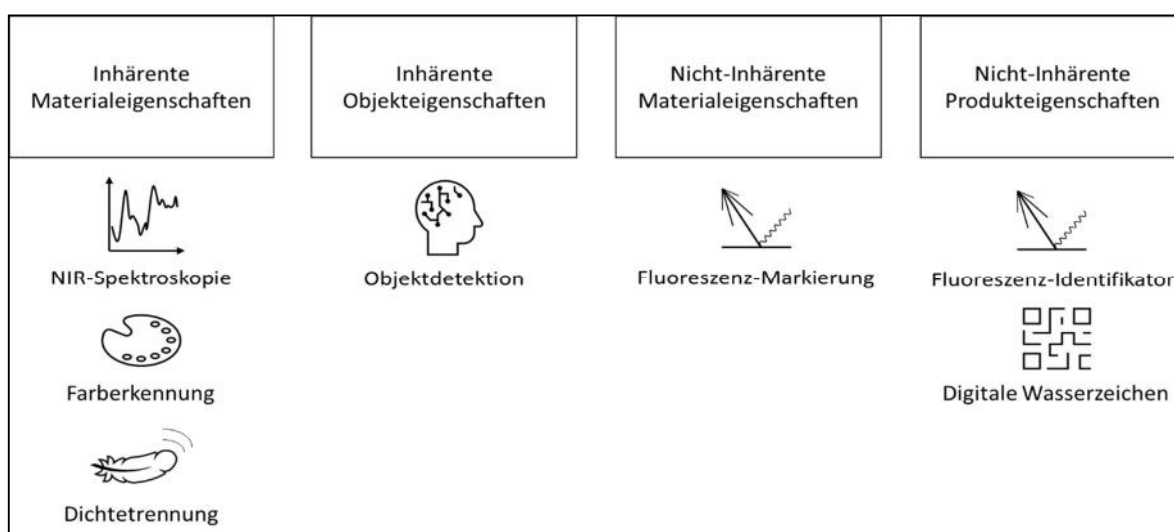 Inhärente
Materialeigenschaften
Inhärente
Objekteigenschaften
Nicht-Inhärente
Materialeigenschaften
Nicht-Inhärente
Produkteigenschaften
NIR-Spektroskopie
Objektdetektion
Fluoreszenz-Markierung
Fluoreszenz-Identifikator
Farberkennung
Digitale Wasserzeichen
Dichtetrennung